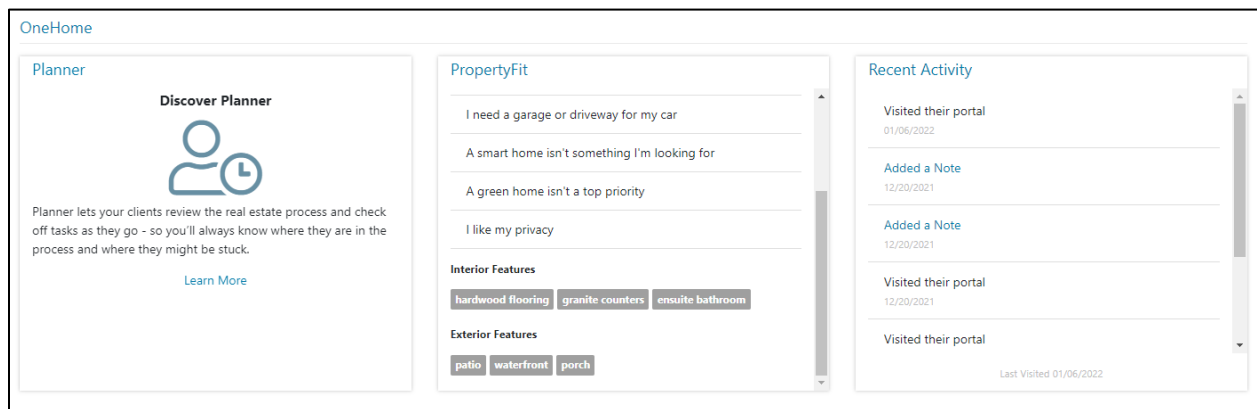 OneHome
Planner
Discover Planner
Planner lets your clients review the real estate process and check
off tasks as they go - so you'll always know where they are in the
process and where they might be stuck.
Learn More
PropertyFit
I need a garage or driveway for my car
A smart home isn't something I'm looking for
A green home isn't a top priority
I like my privacy
Interior Features
hardwood flooring granite counters ensuite bathroom
Exterior Features
patio waterfront porch
Recent Activity
Visited their portal
01/06/2022
Added a Note
12/20/2021
Added a Note
12/20/2021
Visited their portal
12/20/2021
Visited their portal
Last Visited 01/06/2022